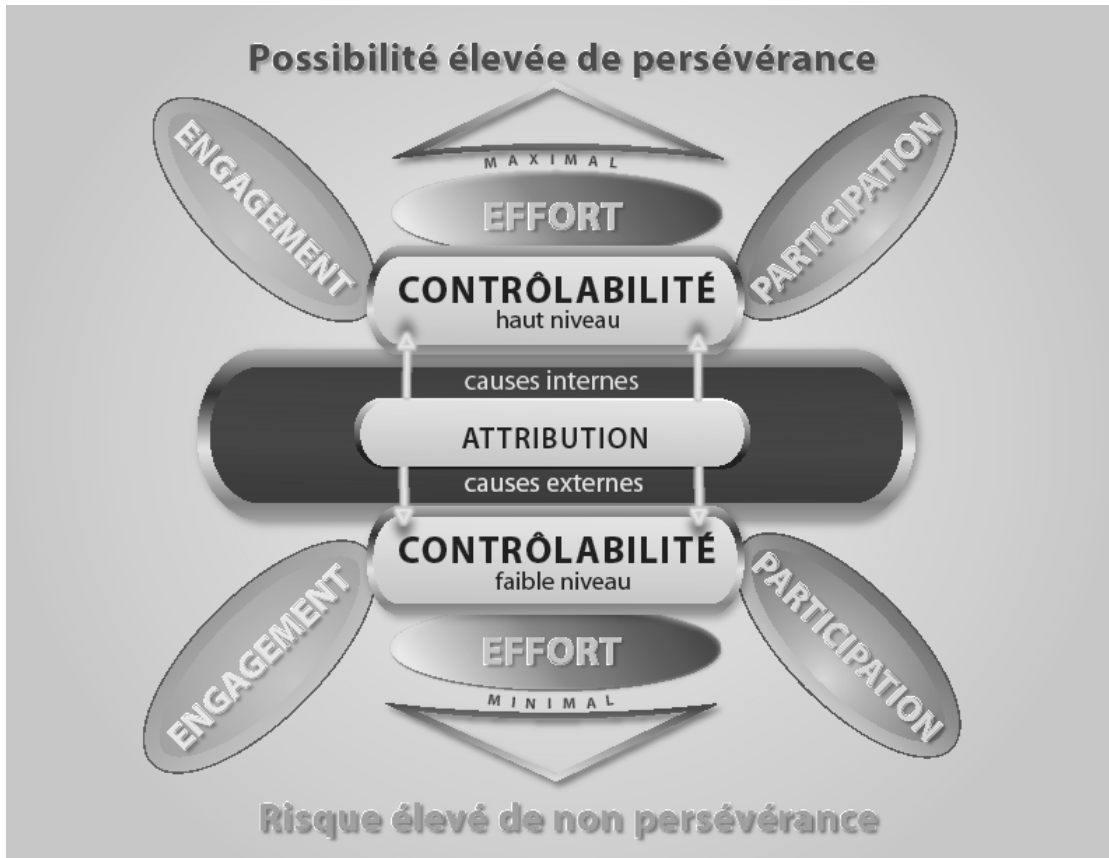 Possibilité élevée de persévérance
ENGAGEMENT
MAXIMAL
PARTICIPATION
EFFORT
CONTRÔLABILITÉ
haut niveau
causes internes
ATTRIBUTION
causes externes
CONTRÔLABILITÉ
faible niveau
ENGAGEMENT
EFFORT
PARTICIPATION
MINIMAL
Risque élevé de non persévérance